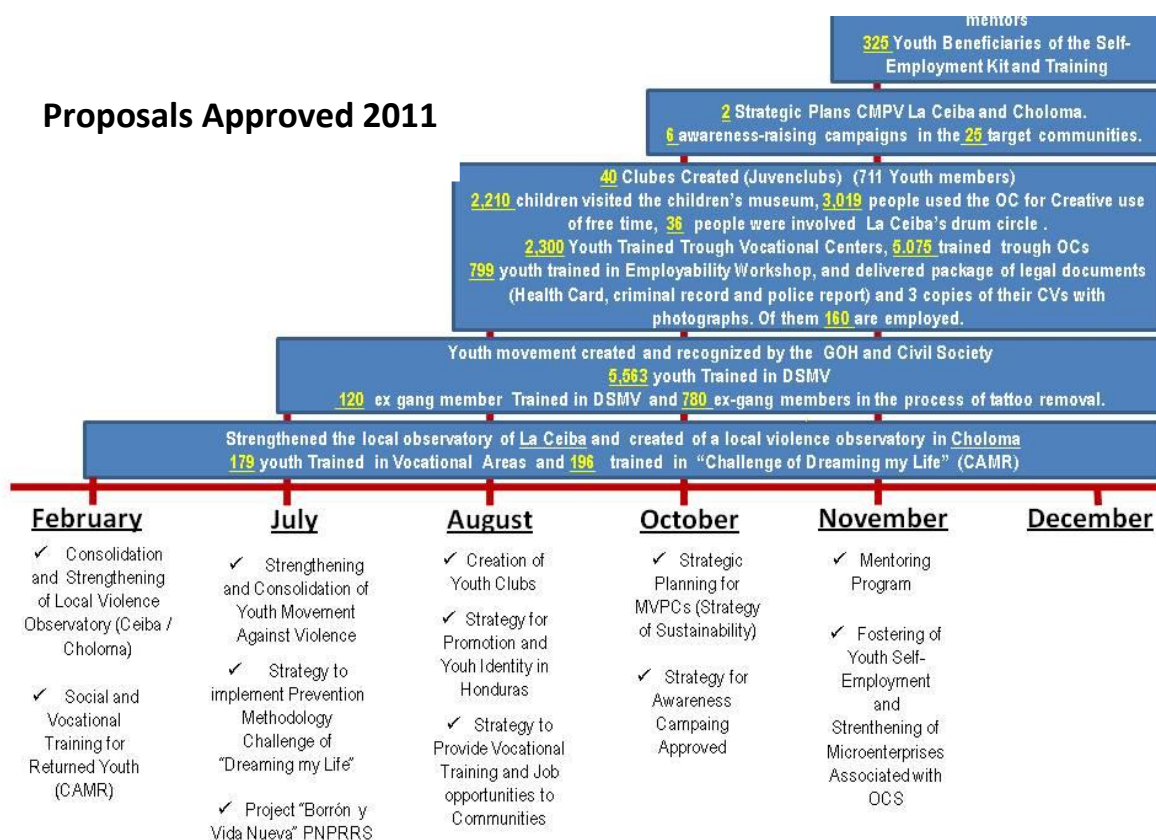 mentors
325 Youth Beneficiaries of the Self-
Employment Kit and Training
Proposals Approved 2011
2 Strategic Plans CMPV La Ceiba and Choloma.
6 awareness-raising campaigns in the 25 target communities.
40 Clubes Created (Juvenclubs) (711 Youth members)
2,210 children visited the children's museum, 3,019 people used the OC for Creative use
of free time, 36 people were involved La Ceiba's drum circle .
2,300 Youth Trained Trough Vocational Centers, 5.075 trained trough OCs
799 youth trained in Employability Workshop, and delivered package of legal documents
(Health Card, criminal record and police report) and 3 copies of their CVs with
photographs. Of them 160 are employed.
Youth movement created and recognized by the GOH and Civil Society
5,563 youth Trained in DSMV
120 ex gang member Trained in DSMV and 780 ex-gang members in the process of tattoo removal.
Strengthened the local observatory of La Ceiba and created of a local violence observatory in Choloma
179 youth Trained in Vocational Areas and 196 trained in “Challenge of Dreaming my Life” (CAMR)
February
✓ Consolidation
and Strengthening
of Local Violence
Observatory (Ceiba /
Choloma)
✓ Social and
Vocational
Training for
Returned Youth
(CAMR)
July
✓ Strengthening
and Consolidation of
Youth Movement
Against Violence
✓ Strategy to
implement Prevention
Methodology
Challenge of
“Dreaming my Life”
✓ Project “Borrón y
Vida Nueva” PNPRRS
August
✓ Creation of
Youth Clubs
✓ Strategy for
Promotion and
Youh Identity in
Honduras
✓ Strategy to
Provide Vocational
Training and Job
opportunities to
Communities
October
✓ Strategic
Planning for
MVPCs (Strategy
of Sustainability)
✓ Strategy for
Awareness
Campaing
Approved
November
✓ Mentoring
Program
✓ Fostering of
Youth Self-
Employment
and
Strenthening of
Microenterprises
Associated with
OCS
December